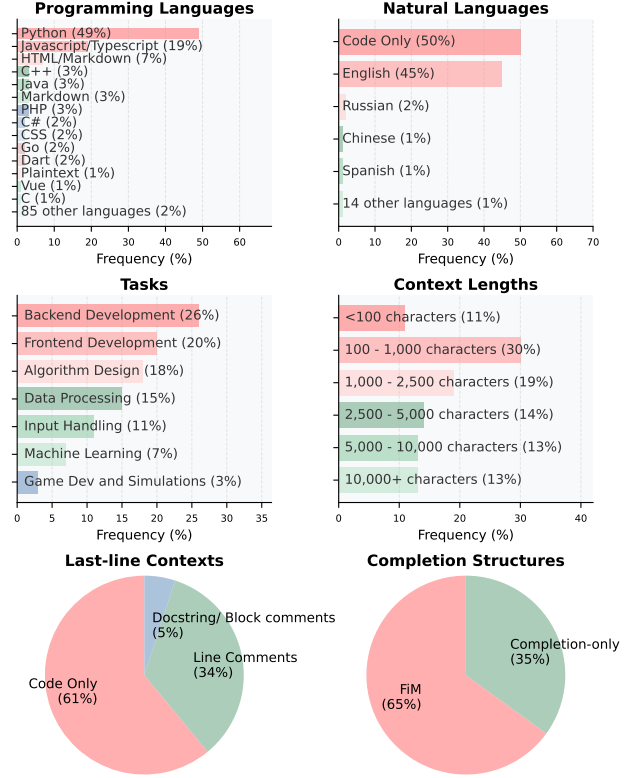 Programming Languages
Python (49%)
Javascript/Typescript (19%)
HTML/Markdown (7%)
C++ (3%)
Java (3%)
Markdown (3%)
PHP (3%)
C# (2%)
CSS (2%)
Go (2%)
Dart (2%)
Plaintext (1%)
Vue (1%)
C (1%)
85 other languages (2%)
0 10 20 30 40 50 60
Frequency (%)
Natural Languages
Code Only (50%)
English (45%)
Russian (2%)
Chinese (1%)
Spanish (1%)
14 other languages (1%)
0 10 20 30 40 50 60 70
Frequency (%)
Tasks
Backend Development (26%)
Frontend Development (20%)
Algorithm Design (18%)
Data Processing (15%)
Input Handling (11%)
Machine Learning (7%)
Game Dev and Simulations (3%)
0 5 10 15 20 25 30 35
Frequency (%)
Context Lengths
<100 characters (11%)
100 - 1,000 characters (30%)
1,000 - 2,500 characters (19%)
2,500 - 5,000 characters (14%)
5,000 - 10,000 characters (13%)
10,000+ characters (13%)
0 10 20 30 40
Frequency (%)
Last-line Contexts
Docstring/ Block comments
(5%)
Line Comments
(34%)
Code Only
(61%)
Completion Structures
Completion-only
(35%)
FiM
(65%)